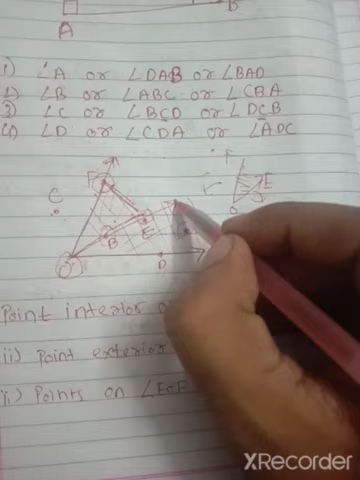 A
B
i) ∠A or ∠DAB or ∠BAD
2) ∠B or ∠ABC or ∠CBA
3) ∠C or ∠BCD or ∠DCB
4) ∠D or ∠CDA or ∠ADC
F
F
E
C
O
B
E
O
D
Point interior
ii) Point exterior
ii) Points on ∠EOF
XRecorder